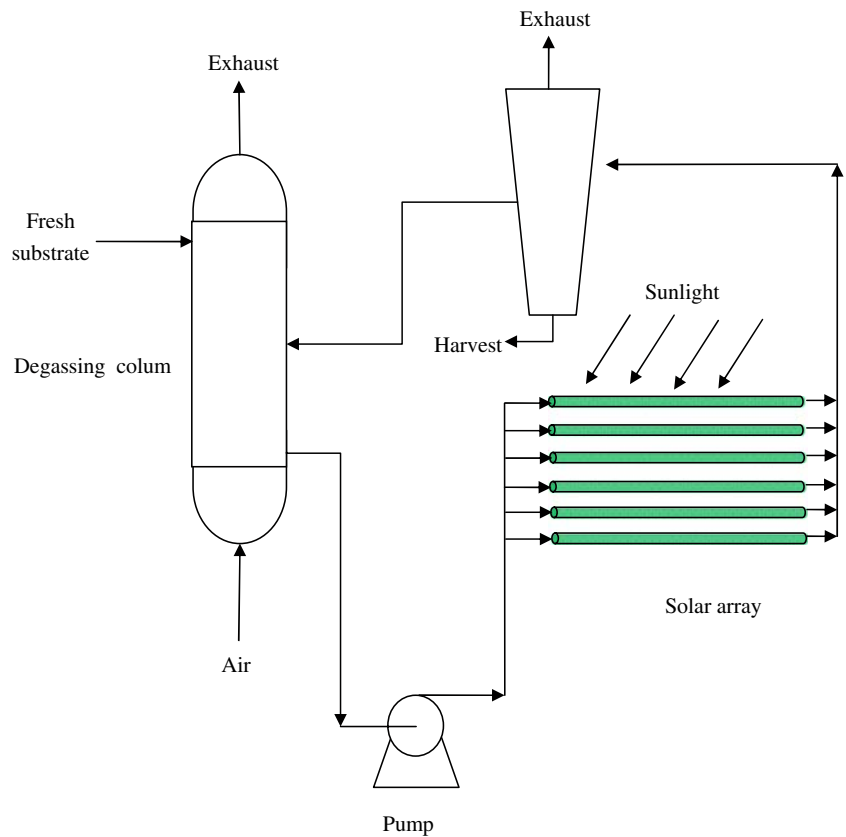 Exhaust
Exhaust
Fresh
substrate
Sunlight
Harvest
Degassing colum
Solar array
Air
Pump